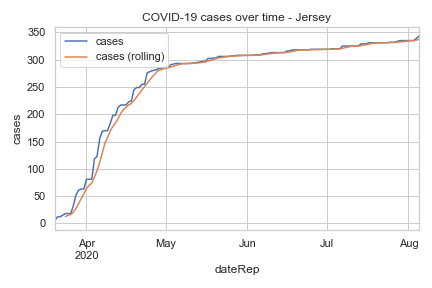 COVID-19 cases over time - Jersey
cases
cases (rolling)
350
300
250
200
150
100
50
0
cases
Apr
2020
May
Jun
Jul
Aug
dateRep